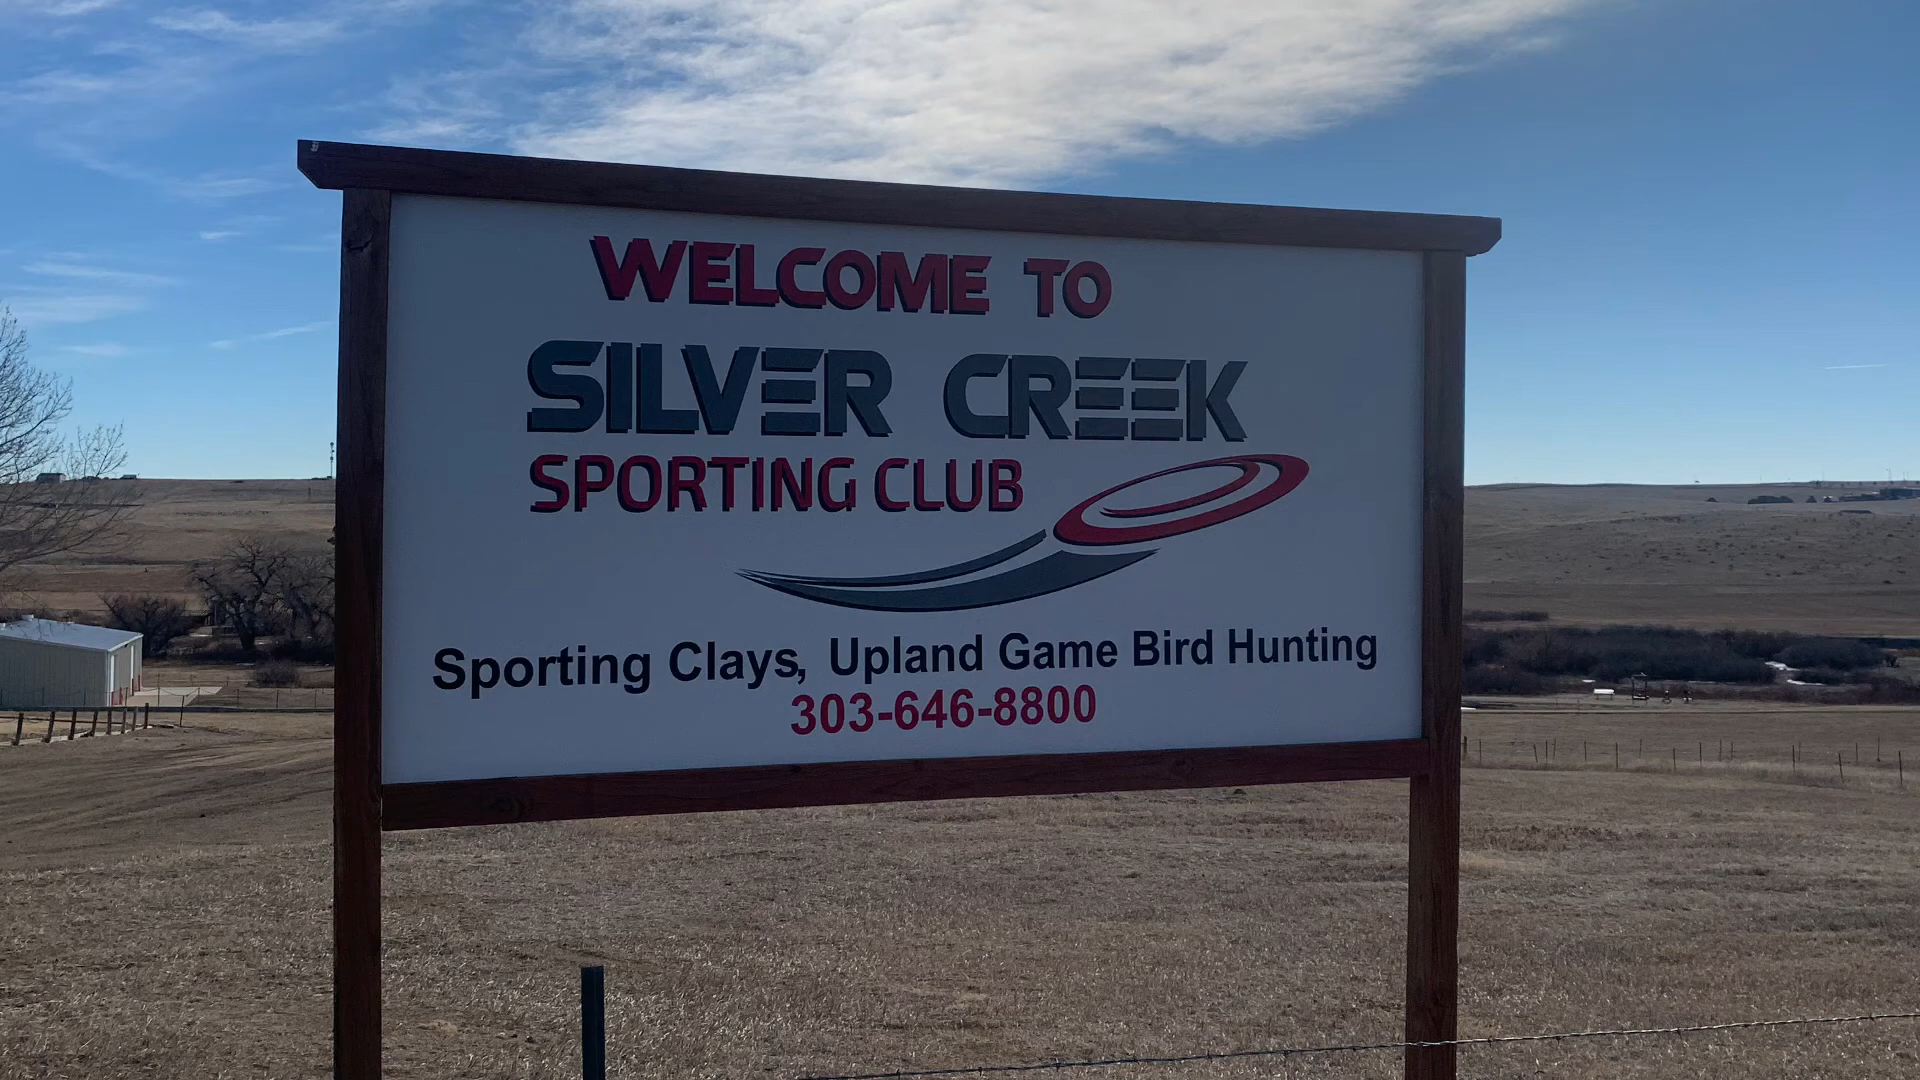 WELCOME TO
SILVER CREEK
SPORTING CLUB
Sporting Clays, Upland Game Bird Hunting
303-646-8800